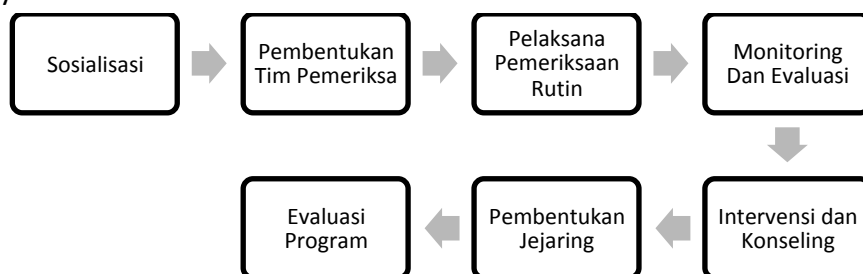 Sosialisasi
Pembentukan
Tim Pemeriksa
Pelaksana
Pemeriksaan
Rutin
Monitoring
Dan Evaluasi
Intervensi dan
Konseling
Pembentukan
Jejaring
Evaluasi
Program